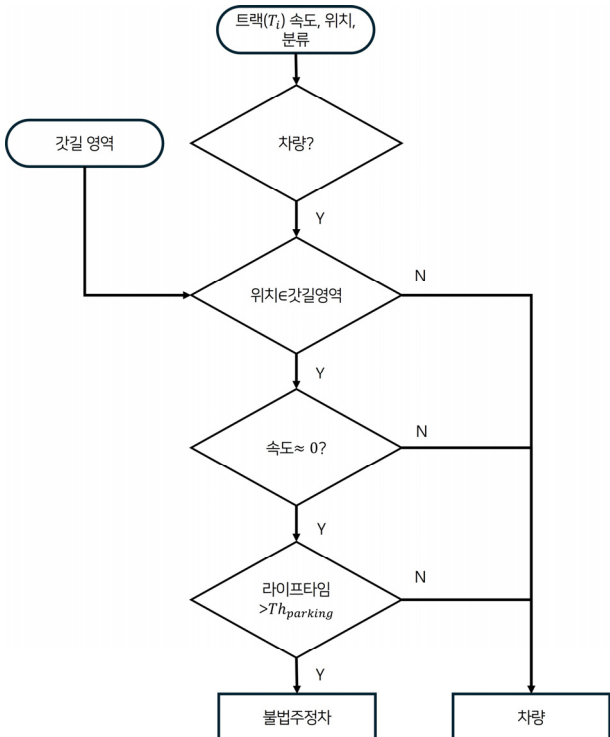 트랙(Tᵢ) 속도, 위치,
분류
차량?
갓길 영역
Y
위치∈갓길영역
N
Y
속도≈ 0?
N
Y
라이프타임
>Th_parking
N
Y
불법주정차
차량